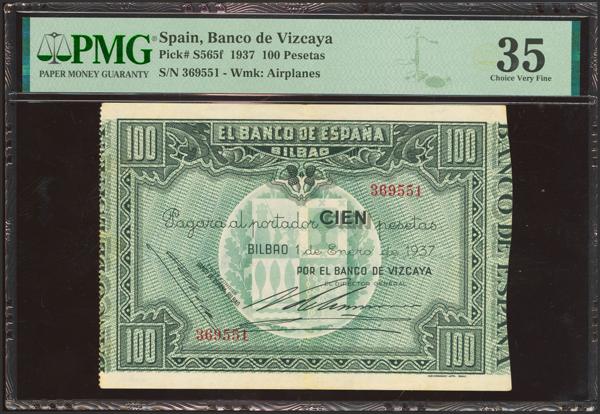 PMG
PAPER MONEY GUARANTY
Spain, Banco de Vizcaya
Pick# S565f 1937 100 Pesetas
S/N 369551 - Wmk: Airplanes
35
Choice Very Fine
100
100
EL BANCO DE ESPAÑA
BILBAO
369551
Pagará al portador CIEN pesetas
BILBAO 1 de Enero de 1937
POR EL BANCO DE VIZCAYA
EL DIRECTOR GENERAL
369551
100
100
BANCO DE ESPAÑA